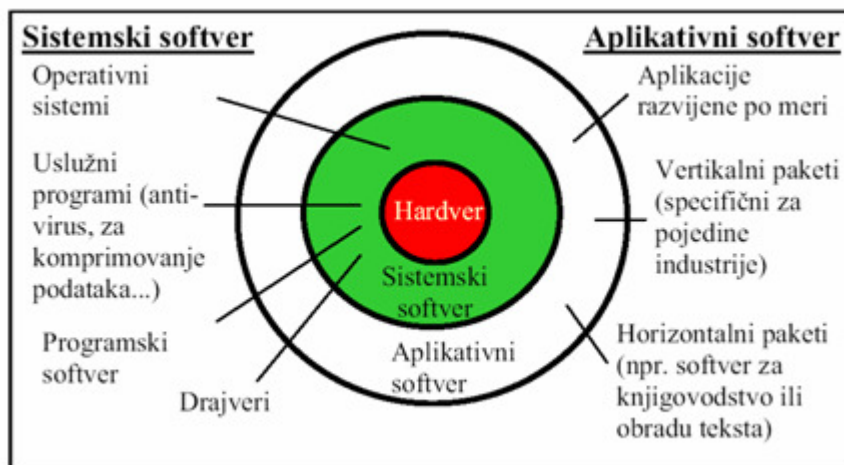 Sistemski softver
Operativni
sistemi
Uslužni
programi (anti-
virus, za
komprimovanje
podataka...)
Programski
softver
Drajveri
Hardver
Sistemski
softver
Aplikativni
softver
Aplikativni softver
Aplikacije
razvijene po meri
Vertikalni paketi
(specifični za
pojedine
industrije)
Horizontalni paketi
(npr. softver za
knjigovodstvo ili
obradu teksta)